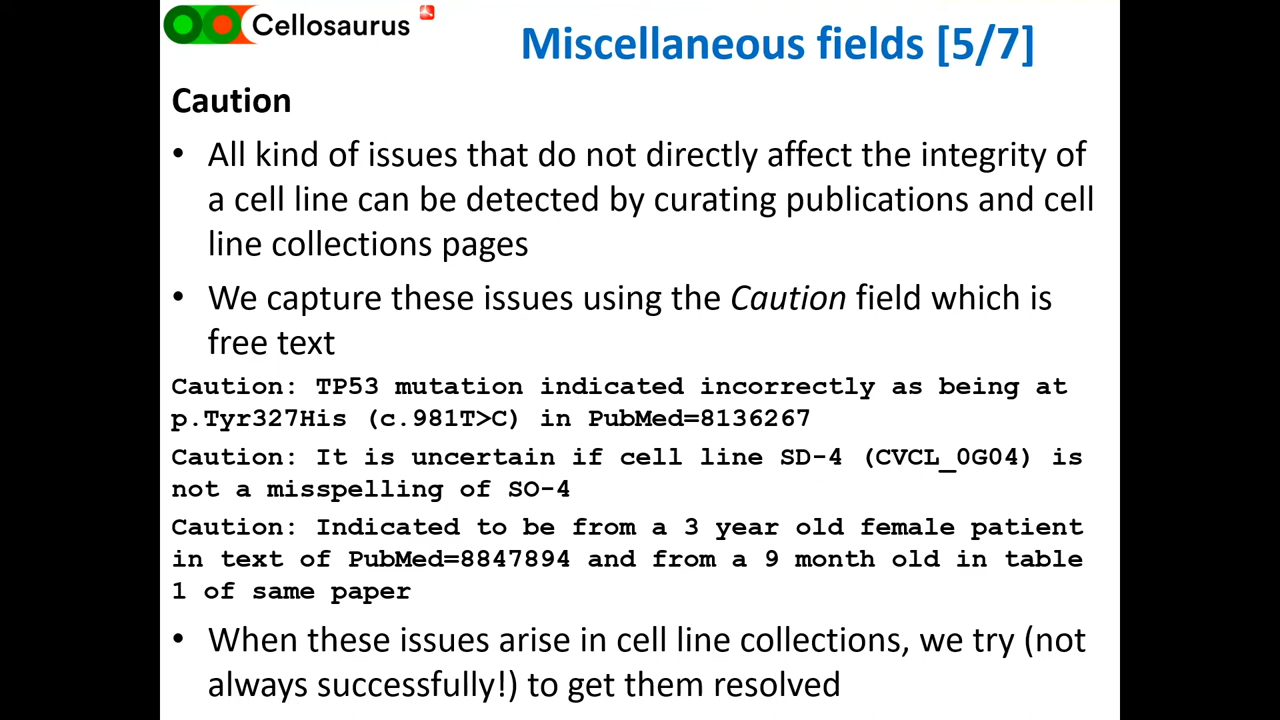 Cellosaurus
Miscellaneous fields [5/7]
Caution
• All kind of issues that do not directly affect the integrity of
a cell line can be detected by curating publications and cell
line collections pages
• We capture these issues using the Caution field which is
free text
Caution: TP53 mutation indicated incorrectly as being at
p.Tyr327His (c.981T>C) in PubMed=8136267
Caution: It is uncertain if cell line SD-4 (CVCL_0G04) is
not a misspelling of SO-4
Caution: Indicated to be from a 3 year old female patient
in text of PubMed=8847894 and from a 9 month old in table
1 of same paper
• When these issues arise in cell line collections, we try (not
always successfully!) to get them resolved